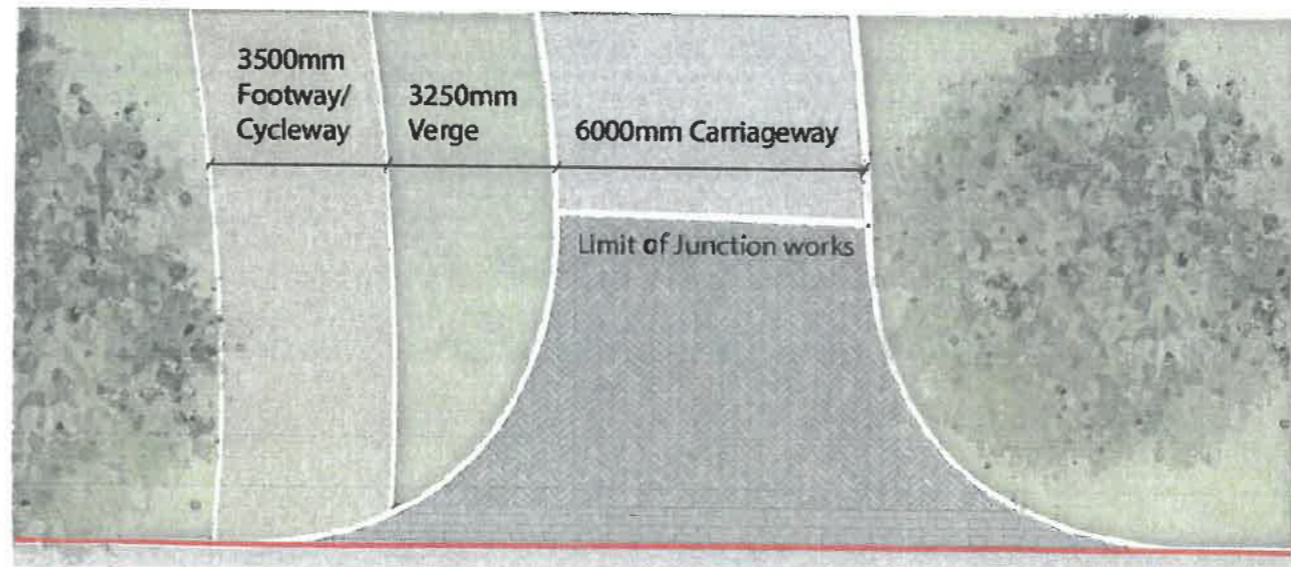 3500mm
Footway/
Cycleway
3250mm
Verge
6000mm Carriageway
Limit of Junction works